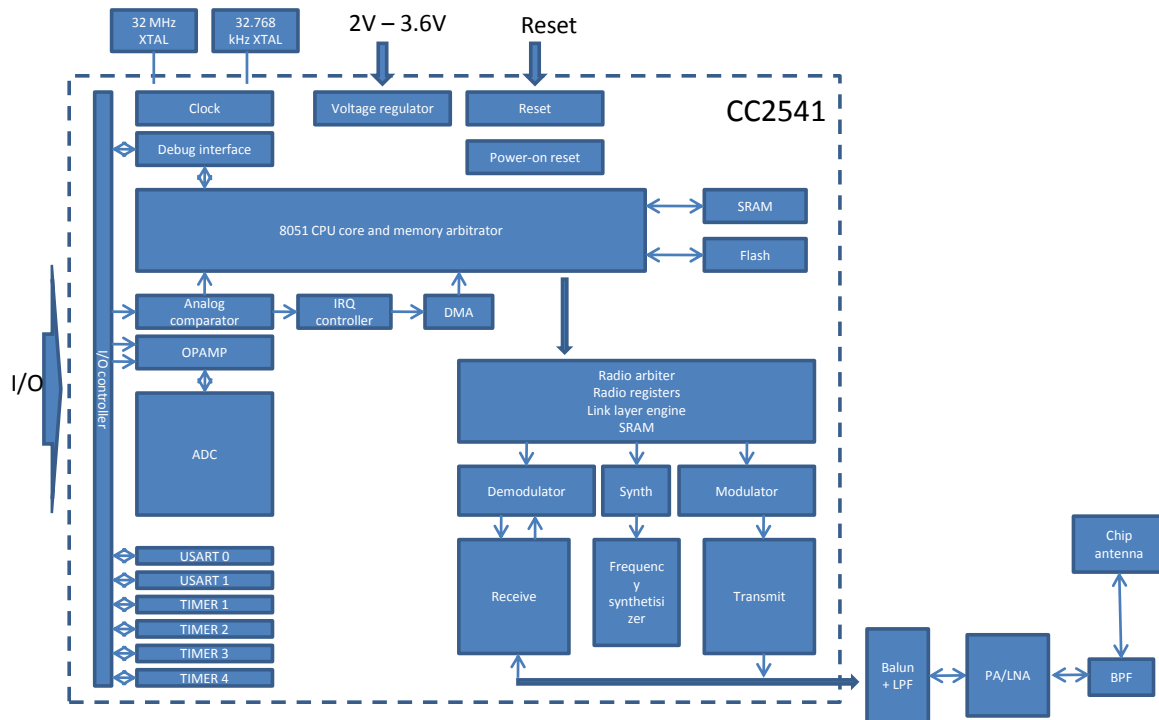 32 MHz
XTAL
32.768
kHz XTAL
2V – 3.6V
Reset
CC2541
Clock
Voltage regulator
Reset
Debug interface
Power-on reset
8051 CPU core and memory arbitrator
SRAM
Flash
Analog
comparator
IRQ
controller
DMA
OPAMP
I/O
I/O controller
ADC
Radio arbiter
Radio registers
Link layer engine
SRAM
Demodulator
Synth
Modulator
Receive
Frequenc
y
synthetisi
zer
Transmit
USART 0
USART 1
TIMER 1
TIMER 2
TIMER 3
TIMER 4
Chip
antenna
Balun
+ LPF
PA/LNA
BPF